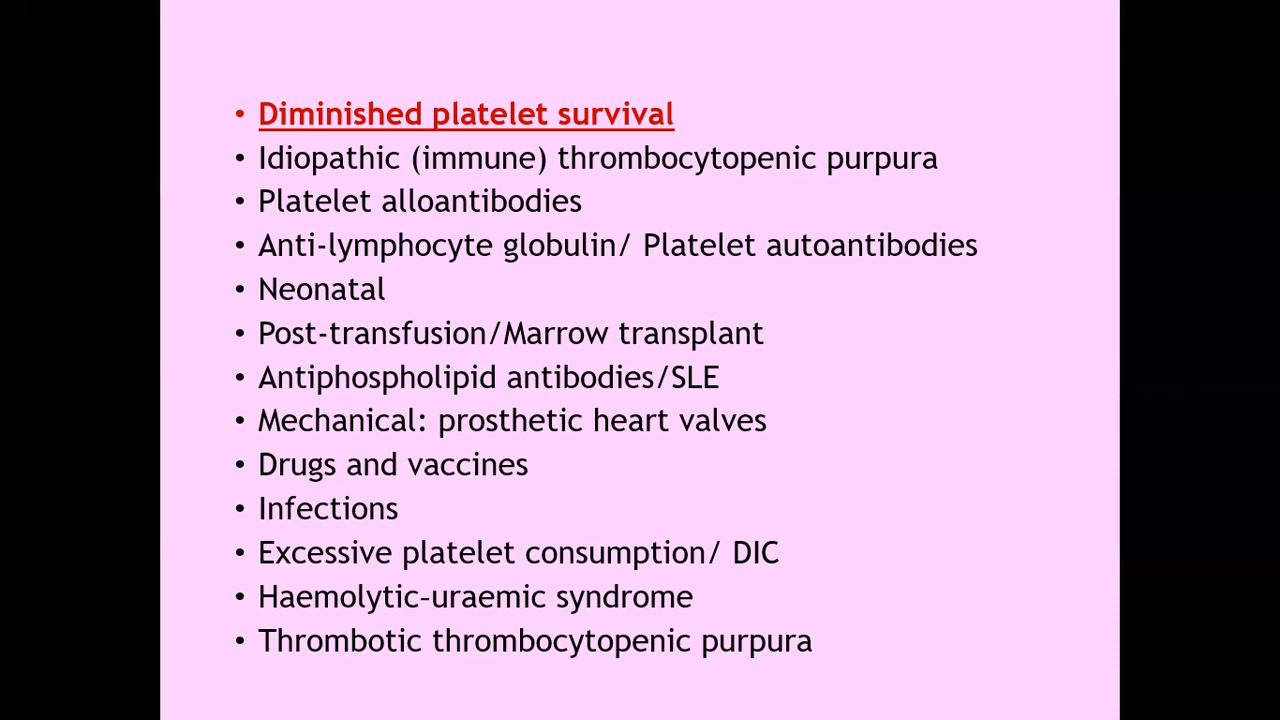 • Diminished platelet survival
• Idiopathic (immune) thrombocytopenic purpura
• Platelet alloantibodies
• Anti-lymphocyte globulin/ Platelet autoantibodies
• Neonatal
• Post-transfusion/Marrow transplant
• Antiphospholipid antibodies/SLE
• Mechanical: prosthetic heart valves
• Drugs and vaccines
• Infections
• Excessive platelet consumption/ DIC
• Haemolytic-uraemic syndrome
• Thrombotic thrombocytopenic purpura